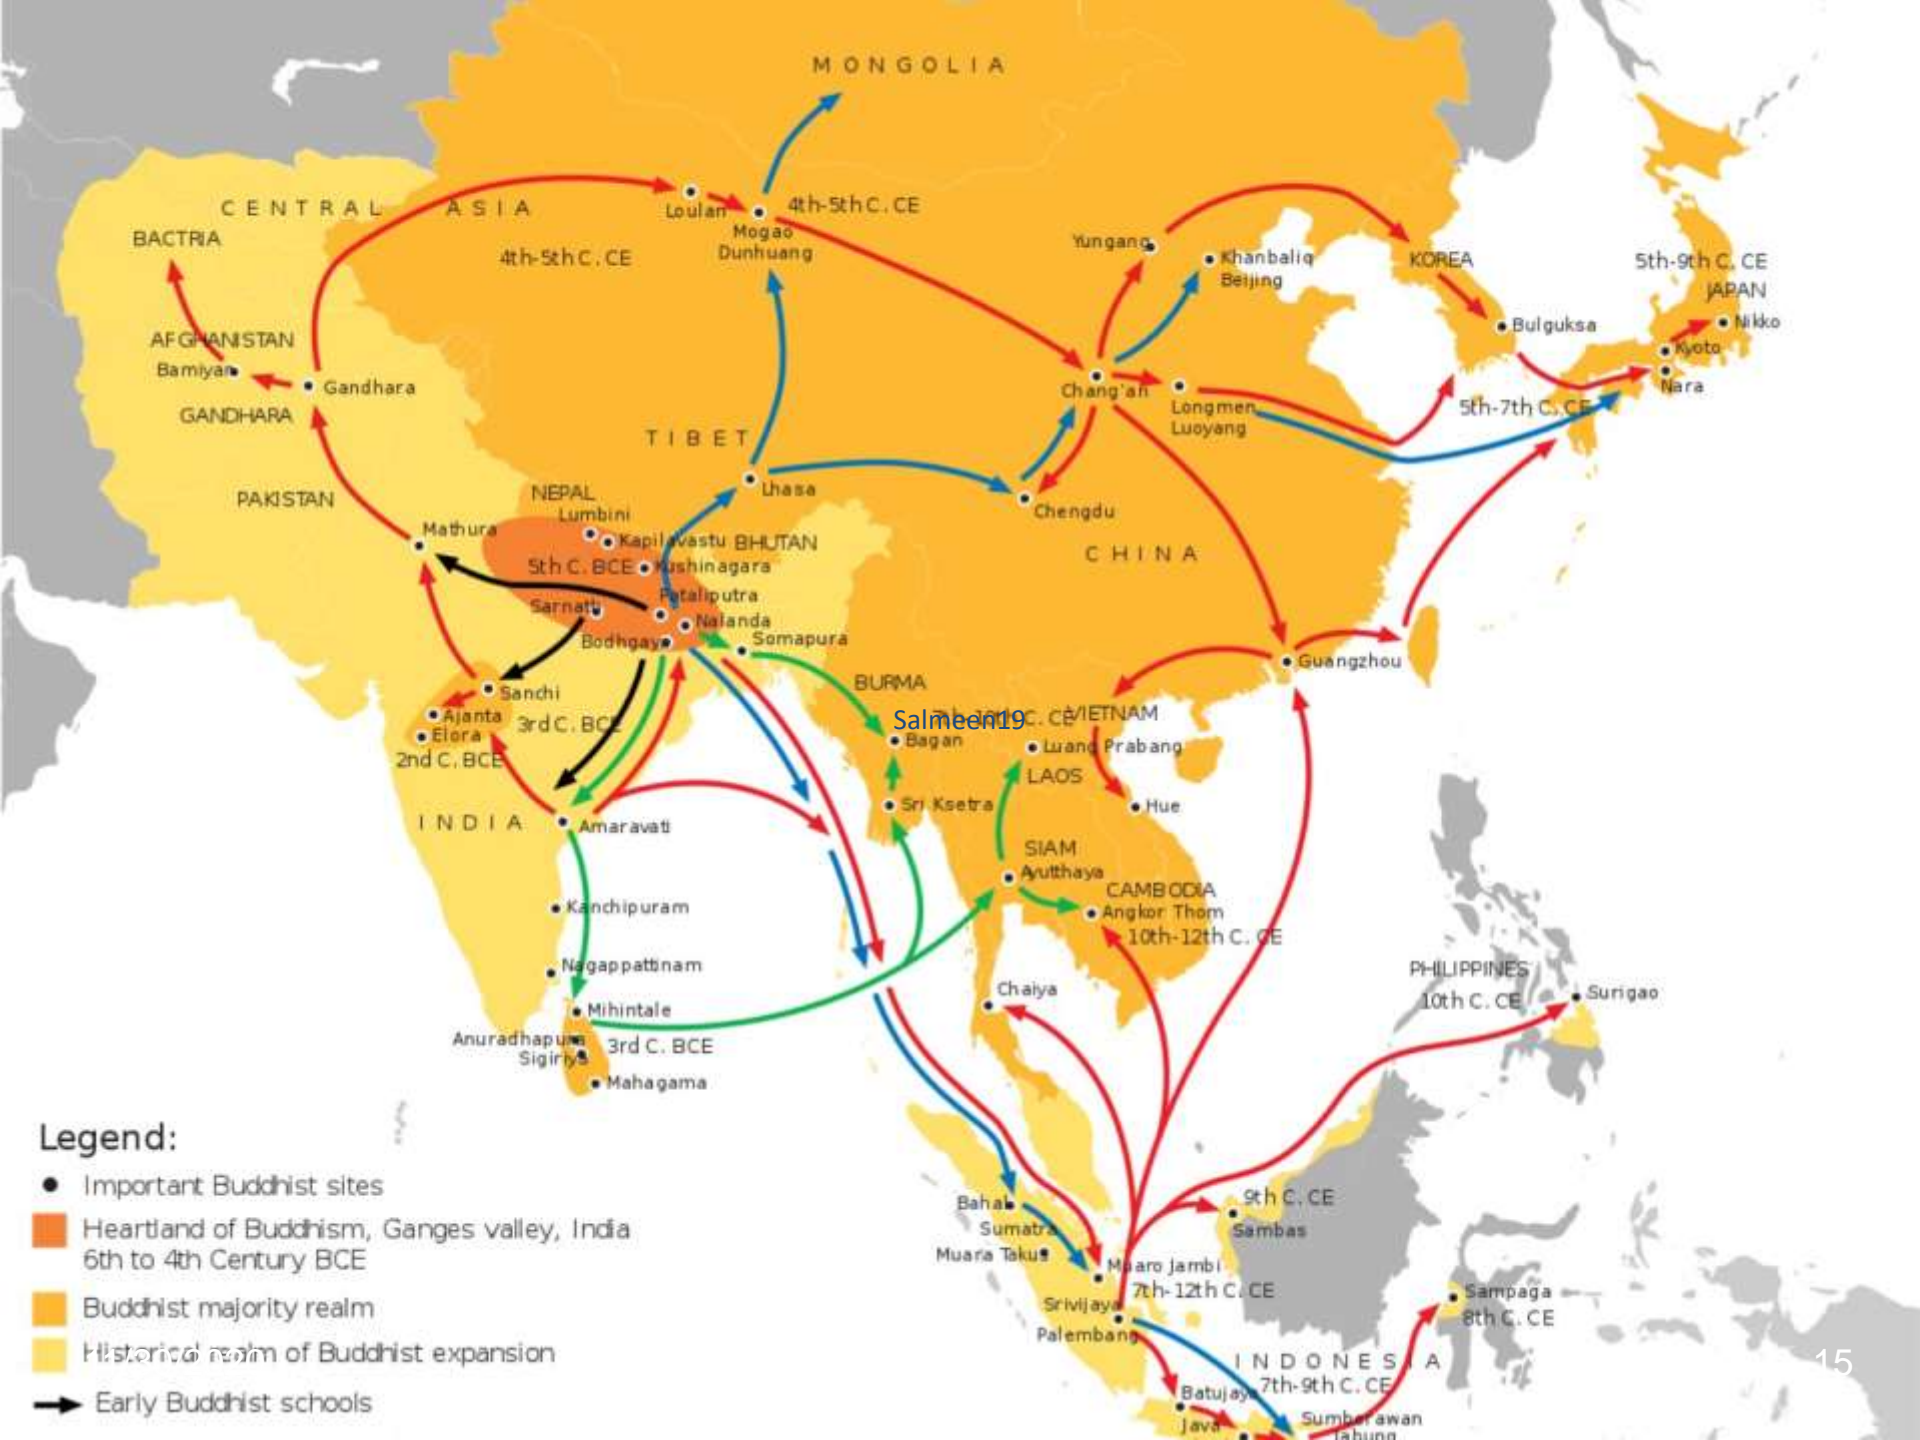 MONGOLIA
CENTRAL ASIA
BACTRIA
Loulan
4th-5th C. CE
Mogao
Dunhuang
4th-5th C. CE
Yungang
Khanbaliq
Beijing
KOREA
5th-9th C. CE
JAPAN
Nikko
Bulguksa
Kyoto
Nara
AFGHANISTAN
Bamiyan
Gandhara
GANDHARA
Chang'an
Longmen
Luoyang
5th-7th C. CE
TIBET
Lhasa
Chengdu
PAKISTAN
NEPAL
Lumbini
Mathura
Kapilavastu
BHUTAN
CHINA
5th C. BCE
Kushinagara
Pataliputra
Sarnath
Nalanda
Bodhgaya
Somapura
Guangzhou
BURMA
Sanchi
Ajanta
3rd C. BCE
Elora
2nd C. BCE
Salmeen19
C. CE
VIETNAM
Bagan
Luang Prabang
LAOS
Sri Ksetra
Hue
INDIA
Amaravati
SIAM
Ayutthaya
CAMBODIA
Angkor Thom
10th-12th C. CE
Kanchipuram
Nagappattinam
PHILIPPINES
10th C. CE
Surigao
Chaiya
Mihintale
Anuradhapura
Sigiriya
3rd C. BCE
Mahagama
Legend:
Important Buddhist sites
Heartland of Buddhism, Ganges valley, India
6th to 4th Century BCE
Buddhist majority realm
Historical realm of Buddhist expansion
Early Buddhist schools
Bahal
Sumatra
Muara Takus
Muaro Jambi
7th-12th C. CE
Srivijaya
Palembang
9th C. CE
Sambas
Sampaga
8th C. CE
INDONESIA
7th-9th C. CE
15
Batujaya
Java
Sumberawan
Jabung